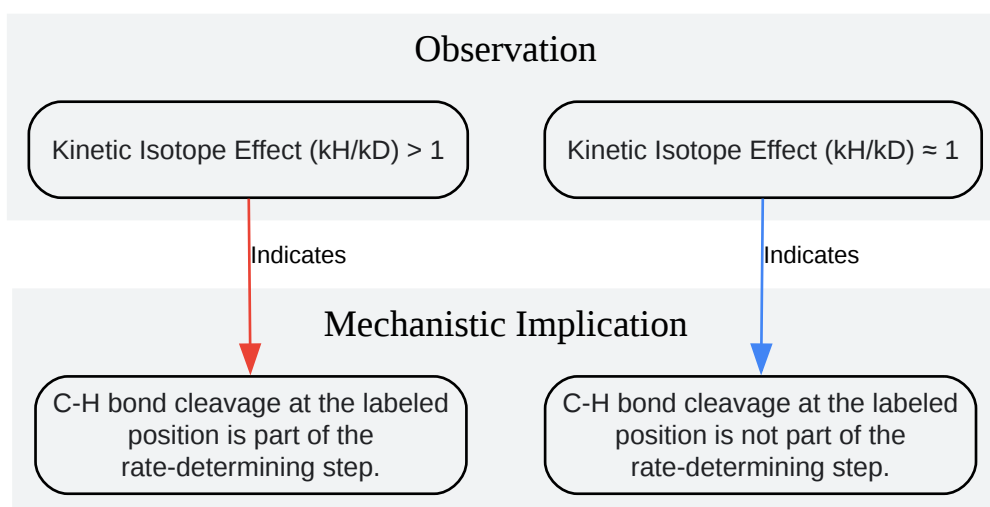 Observation
Kinetic Isotope Effect (kH/kD) > 1
Kinetic Isotope Effect (kH/kD) ≈ 1
Indicates
Indicates
Mechanistic Implication
C-H bond cleavage at the labeled
position is part of the
rate-determining step.
C-H bond cleavage at the labeled
position is not part of the
rate-determining step.